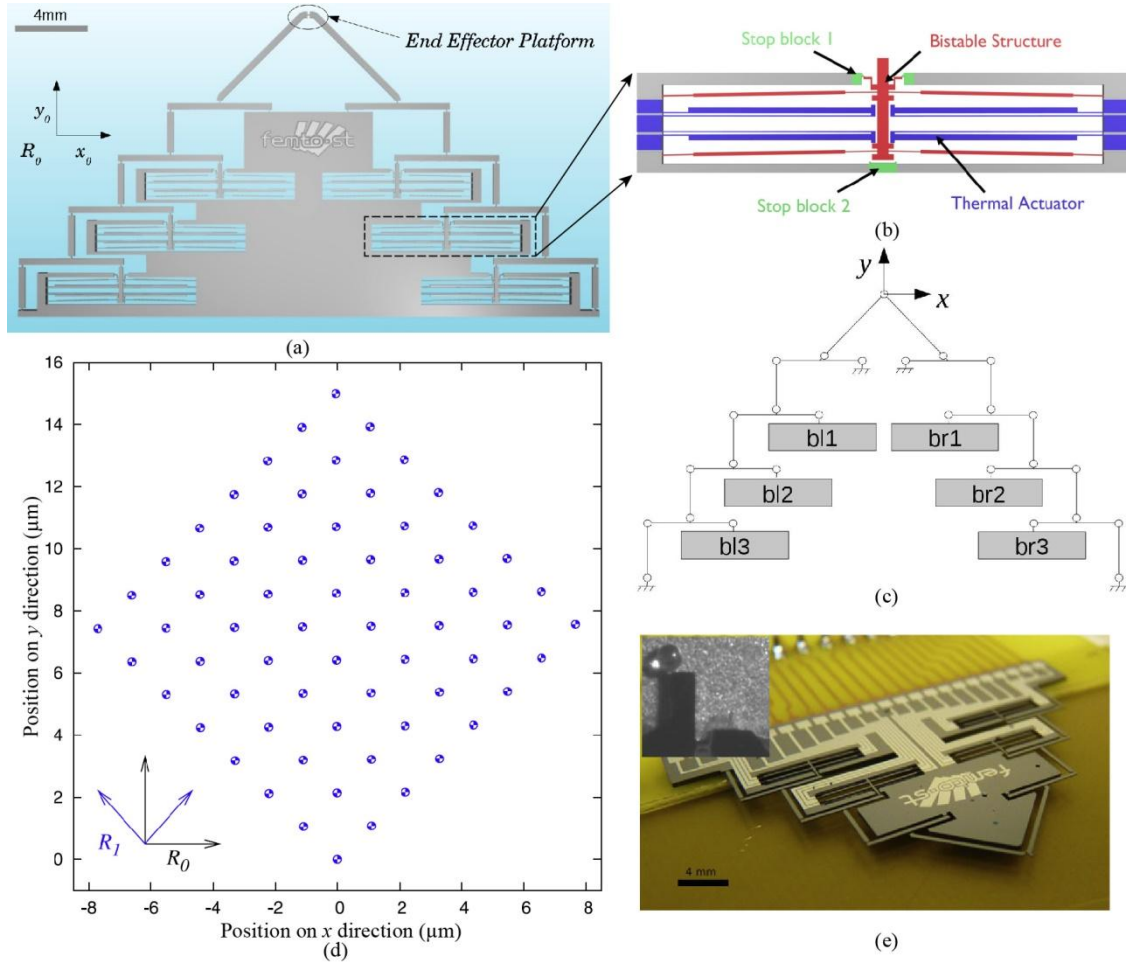 4mm
End Effector Platform
y0
R0
x0
femto-st
(a)
Stop block 1
Bistable Structure
Stop block 2
Thermal Actuator
(b)
y
x
bl1
br1
bl2
br2
bl3
br3
(c)
16
14
12
10
8
6
4
2
0
Position on y direction (µm)
R1
R0
-8
-6
-4
-2
0
2
4
6
8
Position on x direction (µm)
(d)
femto-st
4 mm
(e)